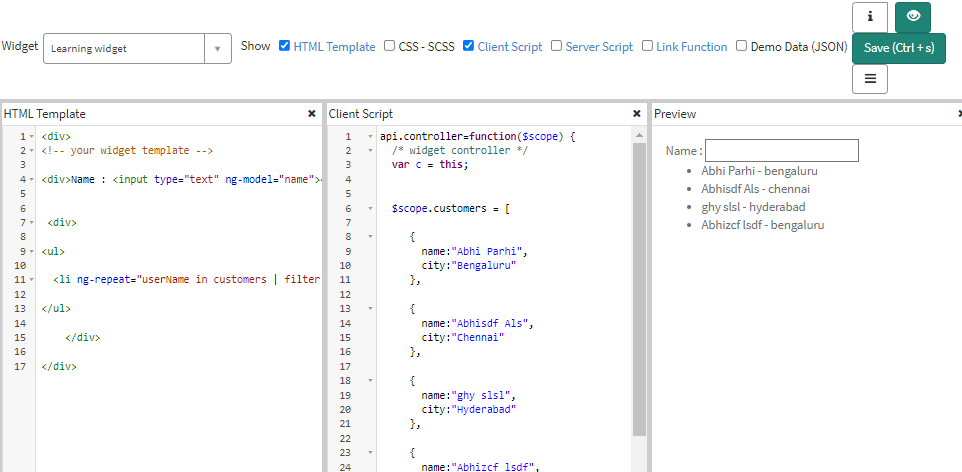 Widget Learning widget Show HTML Template CSS - SCSS Client Script Server Script Link Function Demo Data (JSON) Save (Ctrl + s)
HTML Template
1 <div>
2 <!-- your widget template -->
3
4 <div>Name : <input type="text" ng-model="name">
5
6
7 <div>
8
9 <ul>
10
11 <li ng-repeat="userName in customers | filter
12
13 </ul>
14
15 </div>
16
17 </div>
Client Script
1 api.controller=function($scope) {
2 /* widget controller */
3 var c = this;
4
5
6 $scope.customers = [
7
8 {
9 name:"Abhi Parhi",
10 city:"Bengaluru"
11 },
12
13 {
14 name:"Abhisdf Als",
15 city:"Chennai"
16 },
17
18 {
19 name:"ghy slsl",
20 city:"Hyderabad"
21 },
22
23 {
24 name:"Abhizcf lsdf",
Preview
Name :
Abhi Parhi - bengaluru
Abhisdf Als - chennai
ghy slsl - hyderabad
Abhizcf lsdf - bengaluru